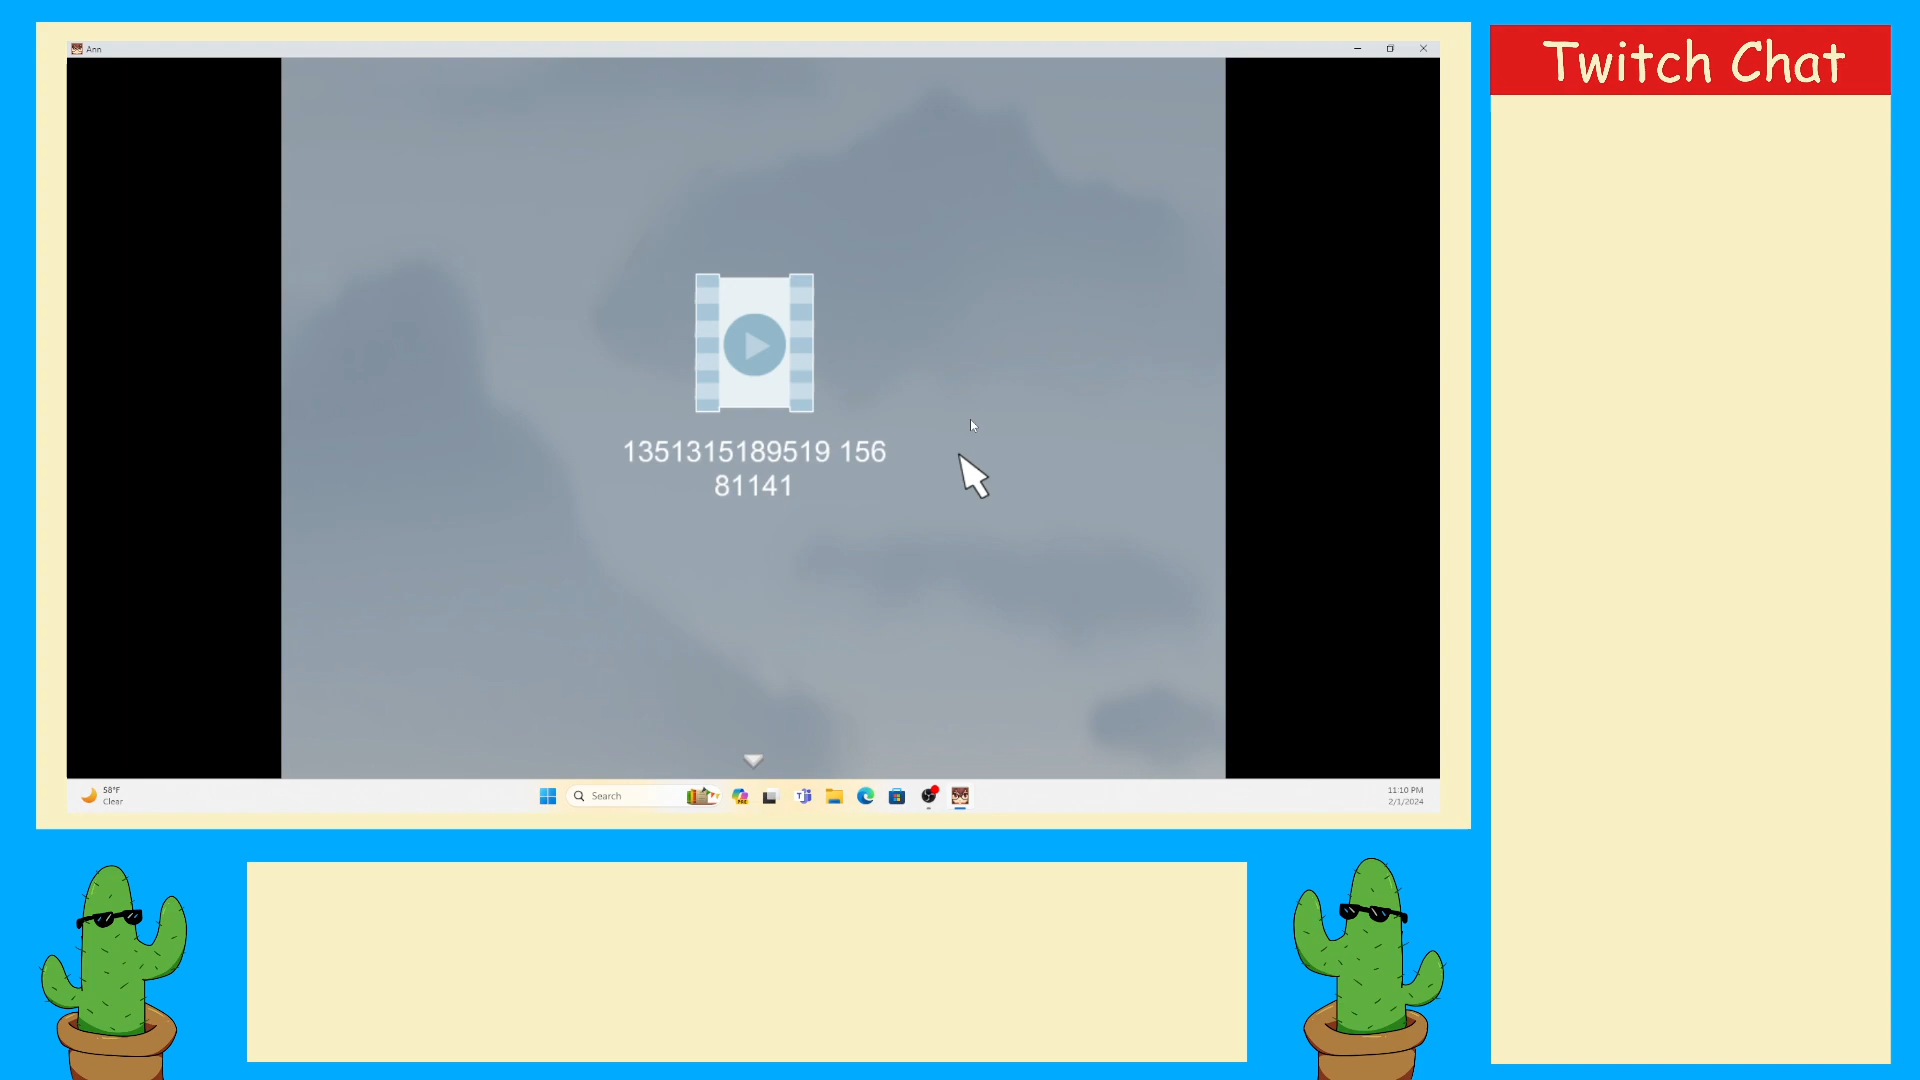 Ann
Twitch Chat
1351315189519 156
81141
58°F
Clear
Search
11:10 PM
2/1/2024